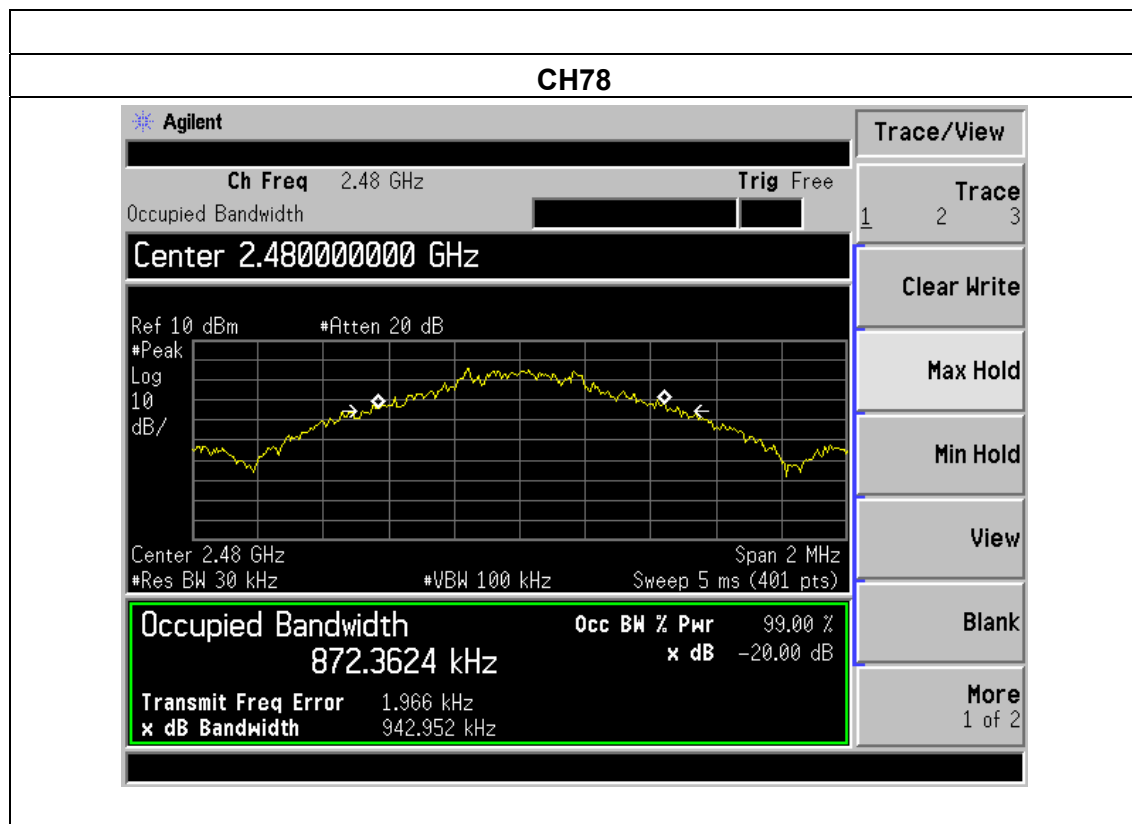 CH78
Agilent
Trace/View
Ch Freq 2.48 GHz Trig Free
Occupied Bandwidth
Trace
1 2 3
Center 2.480000000 GHz
Clear Write
Ref 10 dBm #Atten 20 dB
#Peak
Log
10
dB/
Max Hold
Min Hold
View
Center 2.48 GHz Span 2 MHz
#Res BW 30 kHz #VBW 100 kHz Sweep 5 ms (401 pts)
Occupied Bandwidth Occ BW % Pwr 99.00 %
872.3624 kHz x dB -20.00 dB
Blank
Transmit Freq Error 1.966 kHz
x dB Bandwidth 942.952 kHz
More
1 of 2